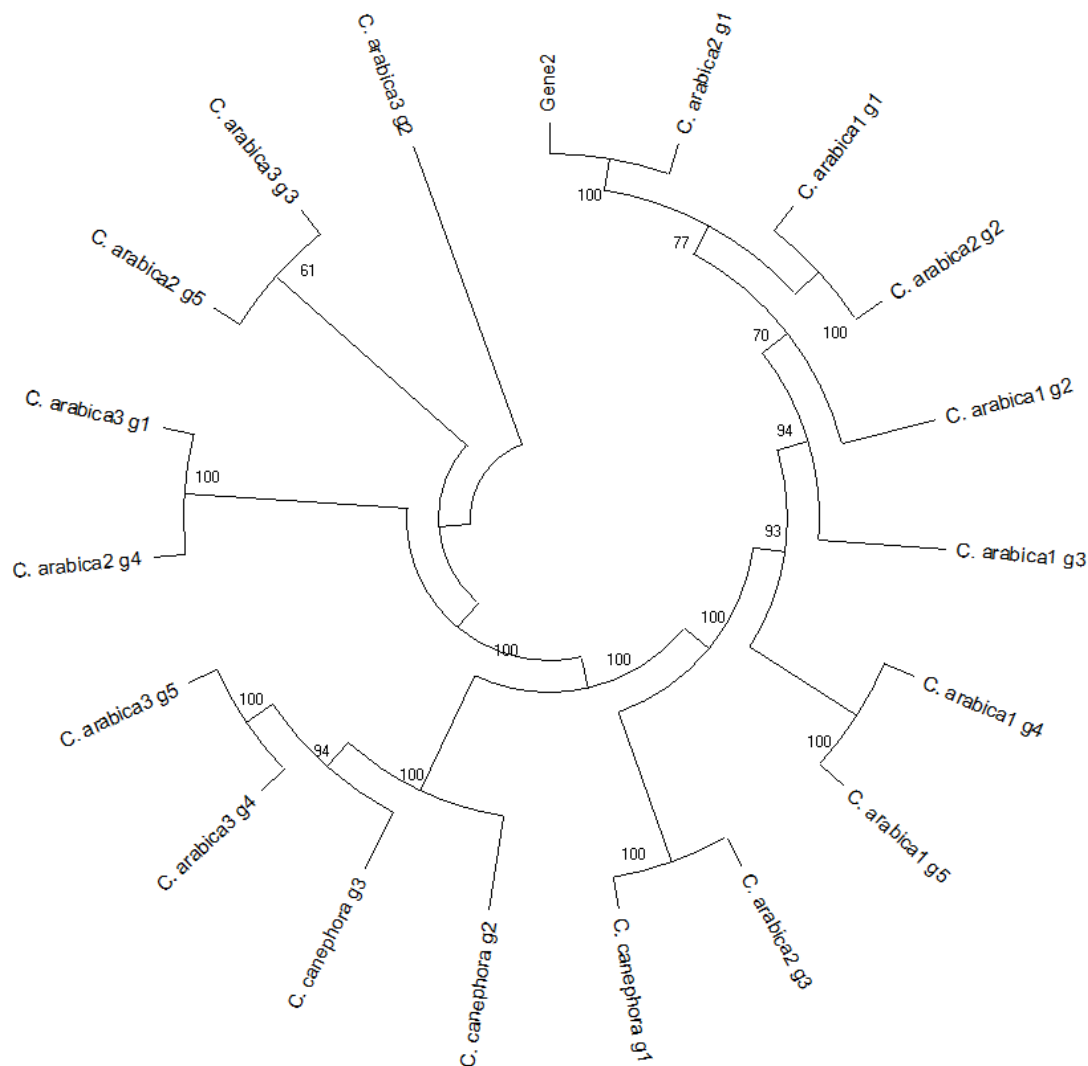 Gene2
C. arabica2 g1
C. arabica1 g1
C. arabica2 g2
C. arabica1 g2
C. arabica1 g3
C. arabica1 g4
C. arabica1 g5
C. arabica2 g3
C. canephora g1
C. canephora g2
C. canephora g3
C. arabica3 g4
C. arabica3 g5
C. arabica2 g4
C. arabica3 g1
C. arabica2 g5
C. arabica3 g3
C. arabica3 g2
100
77
100
70
94
93
100
100
100
100
100
94
100
100
61